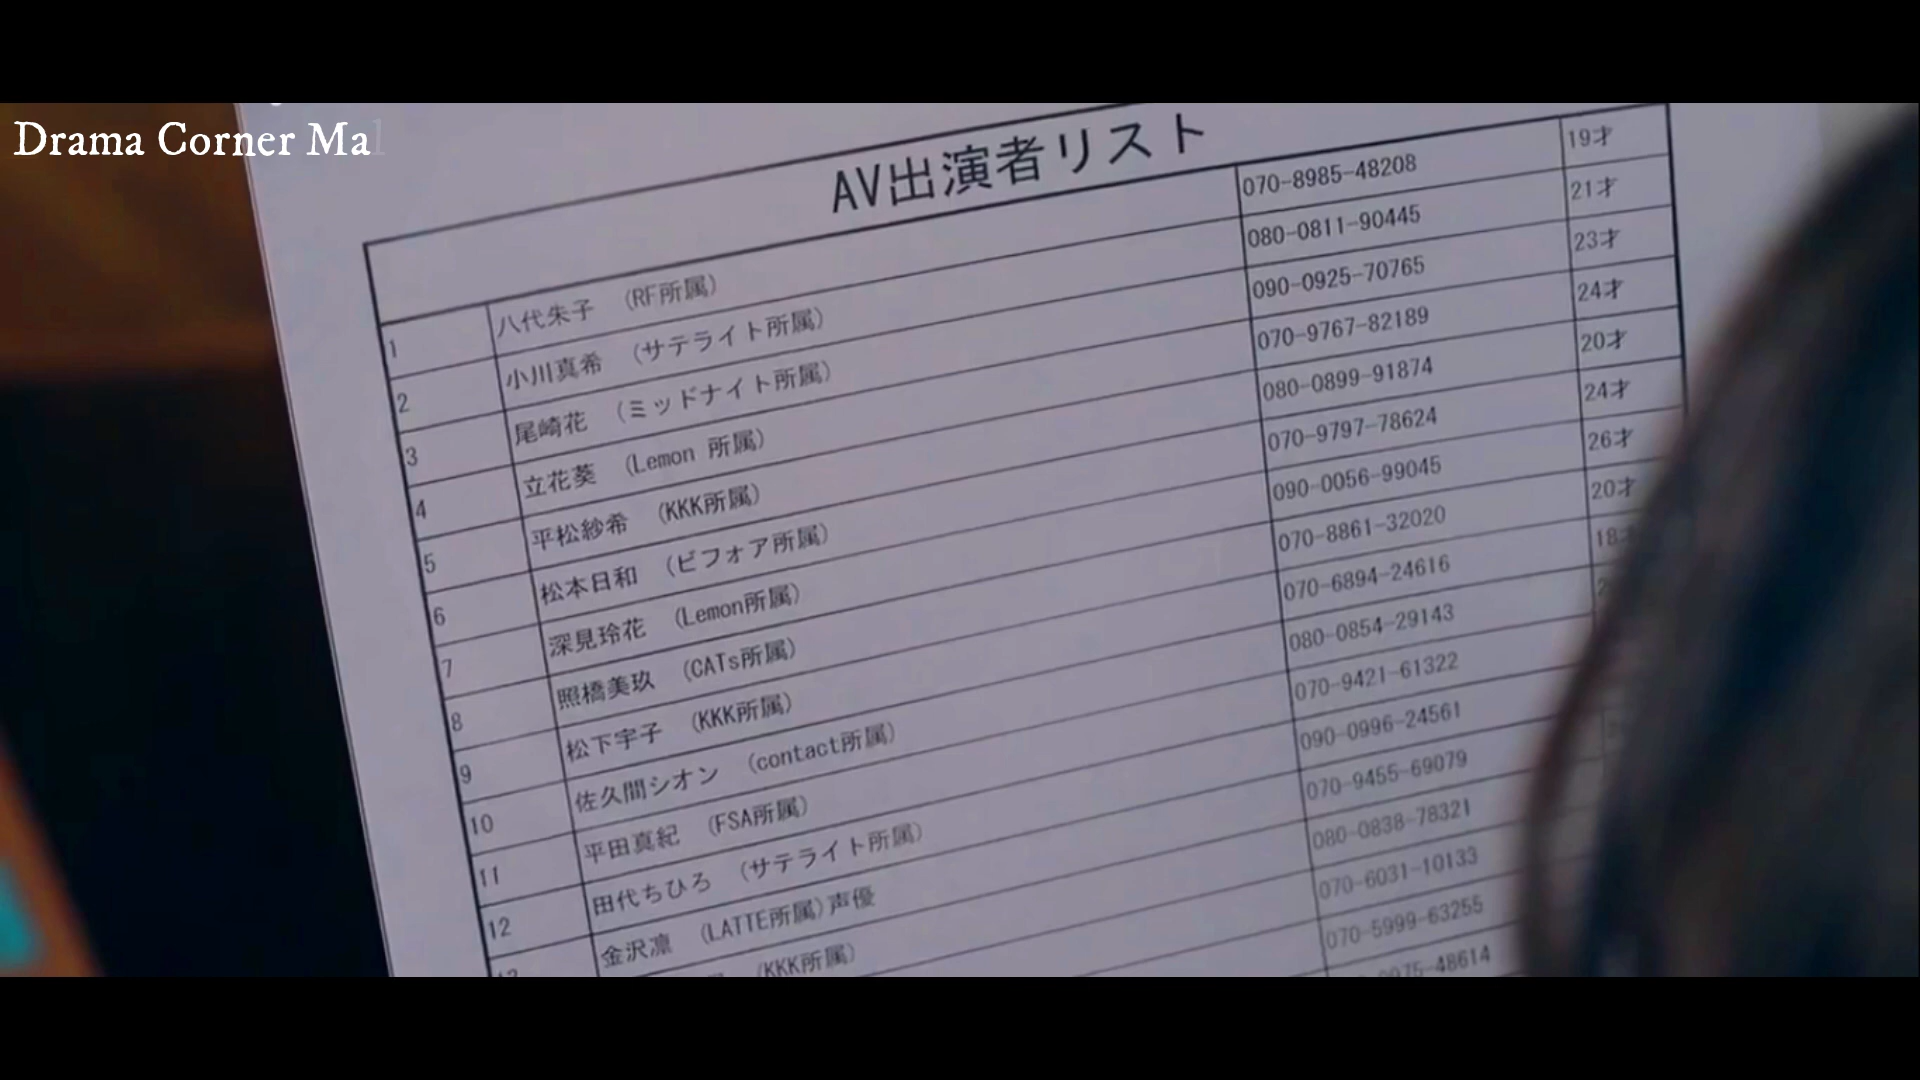 Drama Corner Mal
AV出演者リスト
1 八代朱子 (RF所属) 070-8985-48208 19才
2 小川真希 (サテライト所属) 080-0811-90445 21才
3 尾崎花 (ミッドナイト所属) 090-0925-70765 23才
4 立花葵 (Lemon 所属) 070-9767-82189 24才
5 平松紗希 (KKK所属) 080-0899-91874 20才
6 松本日和 (ビフォア所属) 070-9797-78624 24才
7 深見玲花 (Lemon所属) 090-0056-99045 26才
8 照橋美玖 (CATs所属) 070-8861-32020 20才
9 松下宇子 (KKK所属) 070-6894-24616 18才
10 佐久間シオン (contact所属) 080-0854-29143
11 平田真紀 (FSA所属) 070-9421-61322
12 田代ちひろ (サテライト所属) 090-0996-24561
13 金沢凛 (LATTE所属)声優 070-9455-69079
(KKK所属) 080-0838-78321
070-6031-10133
070-5999-63255
48614